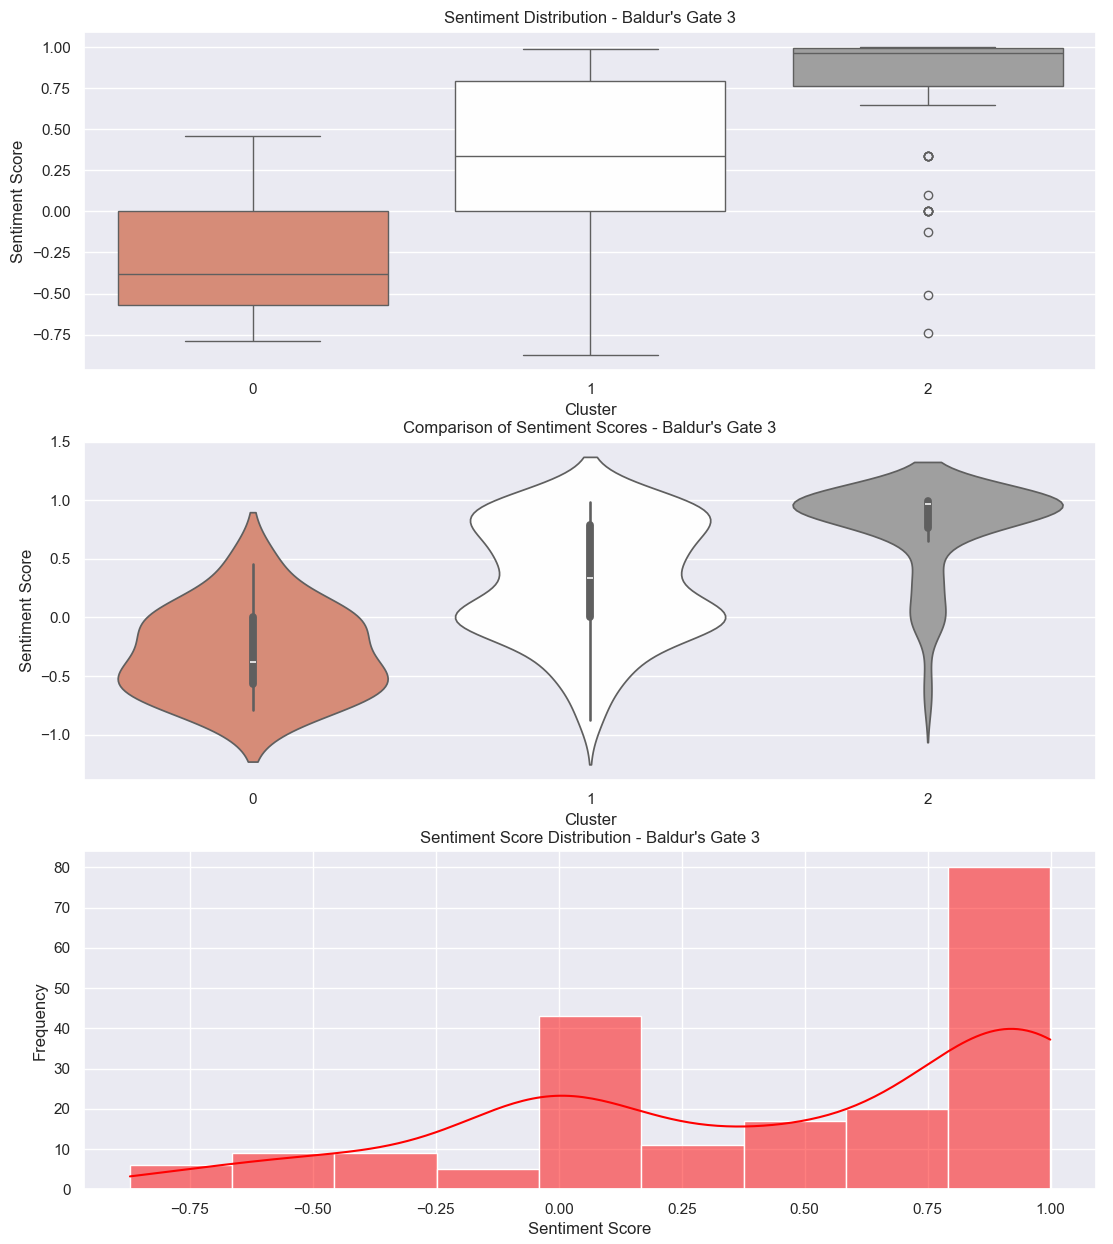 Sentiment Distribution - Baldur's Gate 3
1.00
0.75
0.50
0.25
0.00
−0.25
−0.50
−0.75
Sentiment Score
0 1 2
Cluster
Comparison of Sentiment Scores - Baldur's Gate 3
1.5
1.0
0.5
0.0
−0.5
−1.0
Sentiment Score
0 1 2
Cluster
Sentiment Score Distribution - Baldur's Gate 3
80
70
60
50
40
30
20
10
0
Frequency
−0.75 −0.50 −0.25 0.00 0.25 0.50 0.75 1.00
Sentiment Score